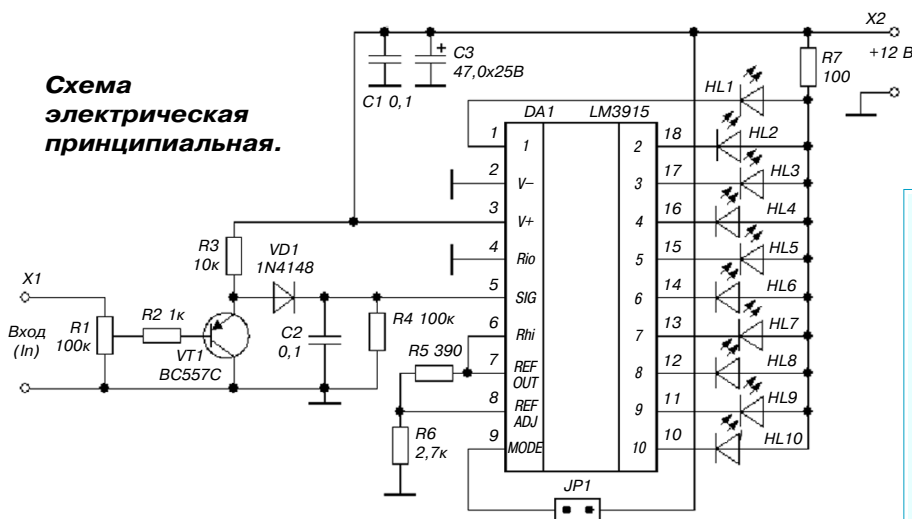 Схема
электрическая
принципиальная.
C1 0,1
C3
47,0x25В
+
X2
+12 В
R7
100
DA1
LM3915
1
2
3
4
5
6
7
8
9
1
V–
V+
Rio
SIG
Rhi
REF
OUT
REF
ADJ
MODE
2
3
4
5
6
7
8
9
10
18
17
16
15
14
13
12
11
10
HL1
HL2
HL3
HL4
HL5
HL6
HL7
HL8
HL9
HL10
R3
10к
VD1
1N4148
X1
Вход
(In)
R1
100к
R2 1к
VT1
BC557C
C2
0,1
R4 100к
R5 390
R6
2,7к
JP1